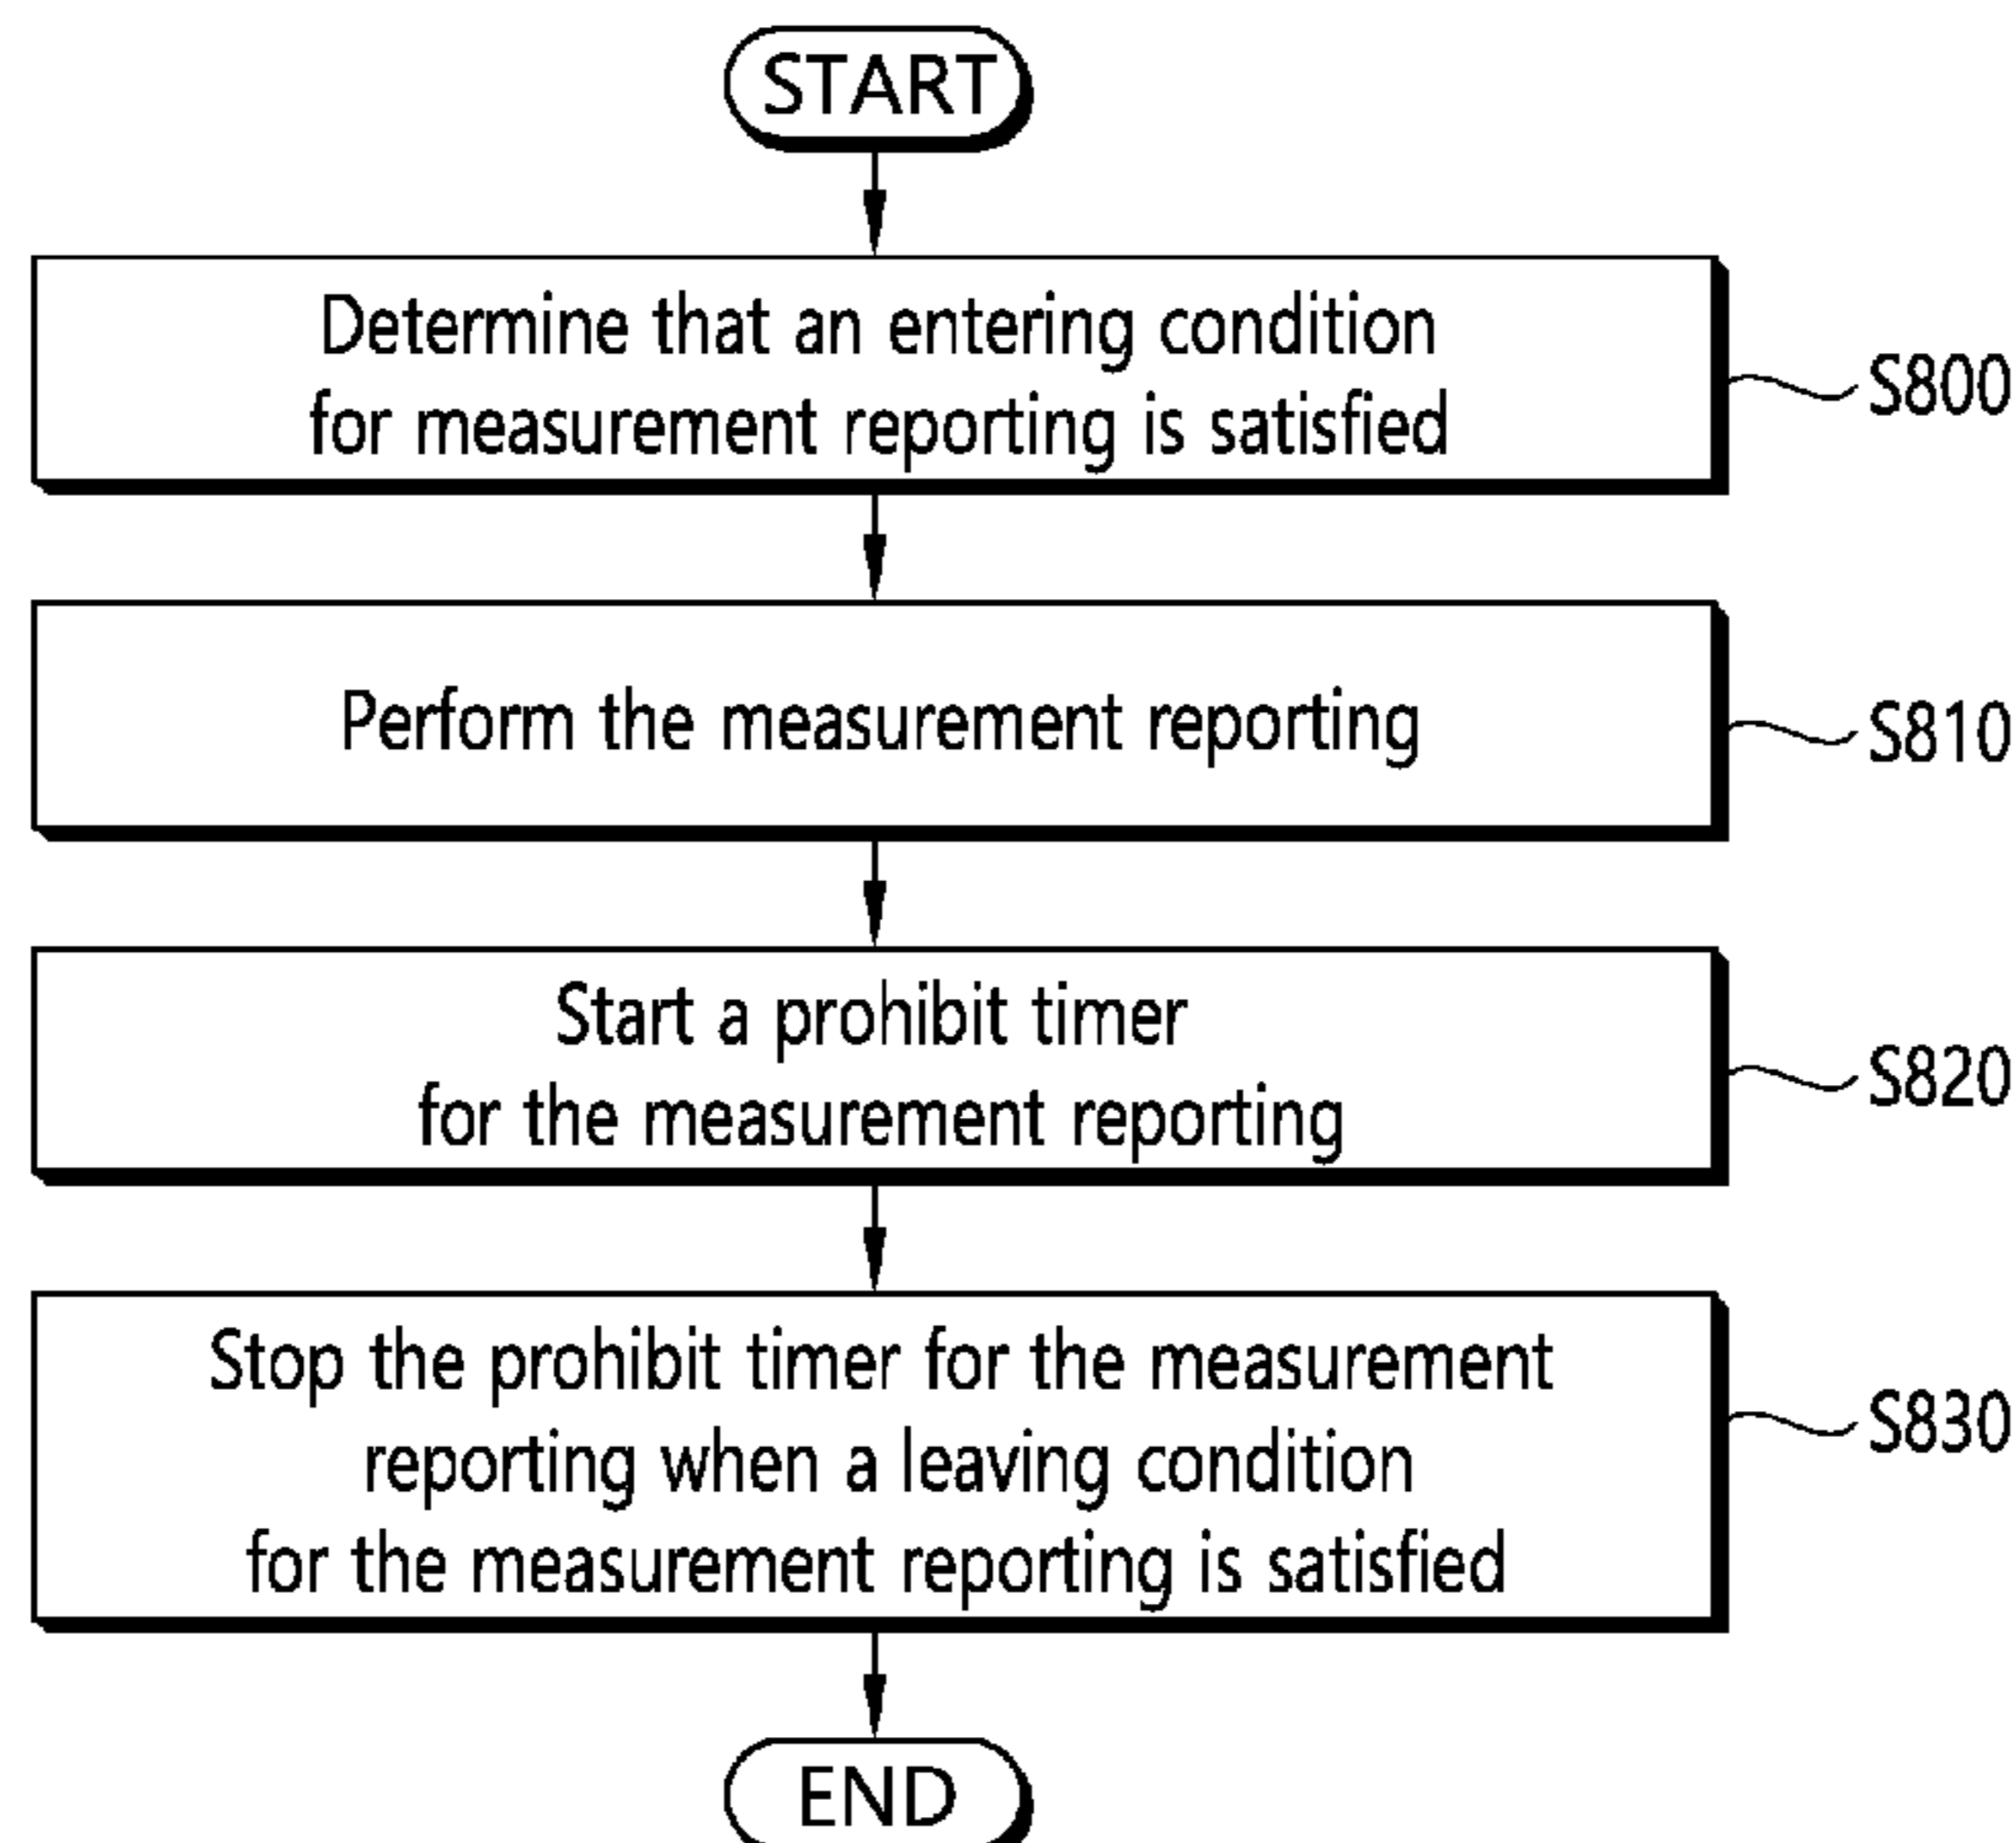 START
Determine that an entering condition
for measurement reporting is satisfied
S800
Perform the measurement reporting
S810
Start a prohibit timer
for the measurement reporting
S820
Stop the prohibit timer for the measurement
reporting when a leaving condition
for the measurement reporting is satisfied
S830
END